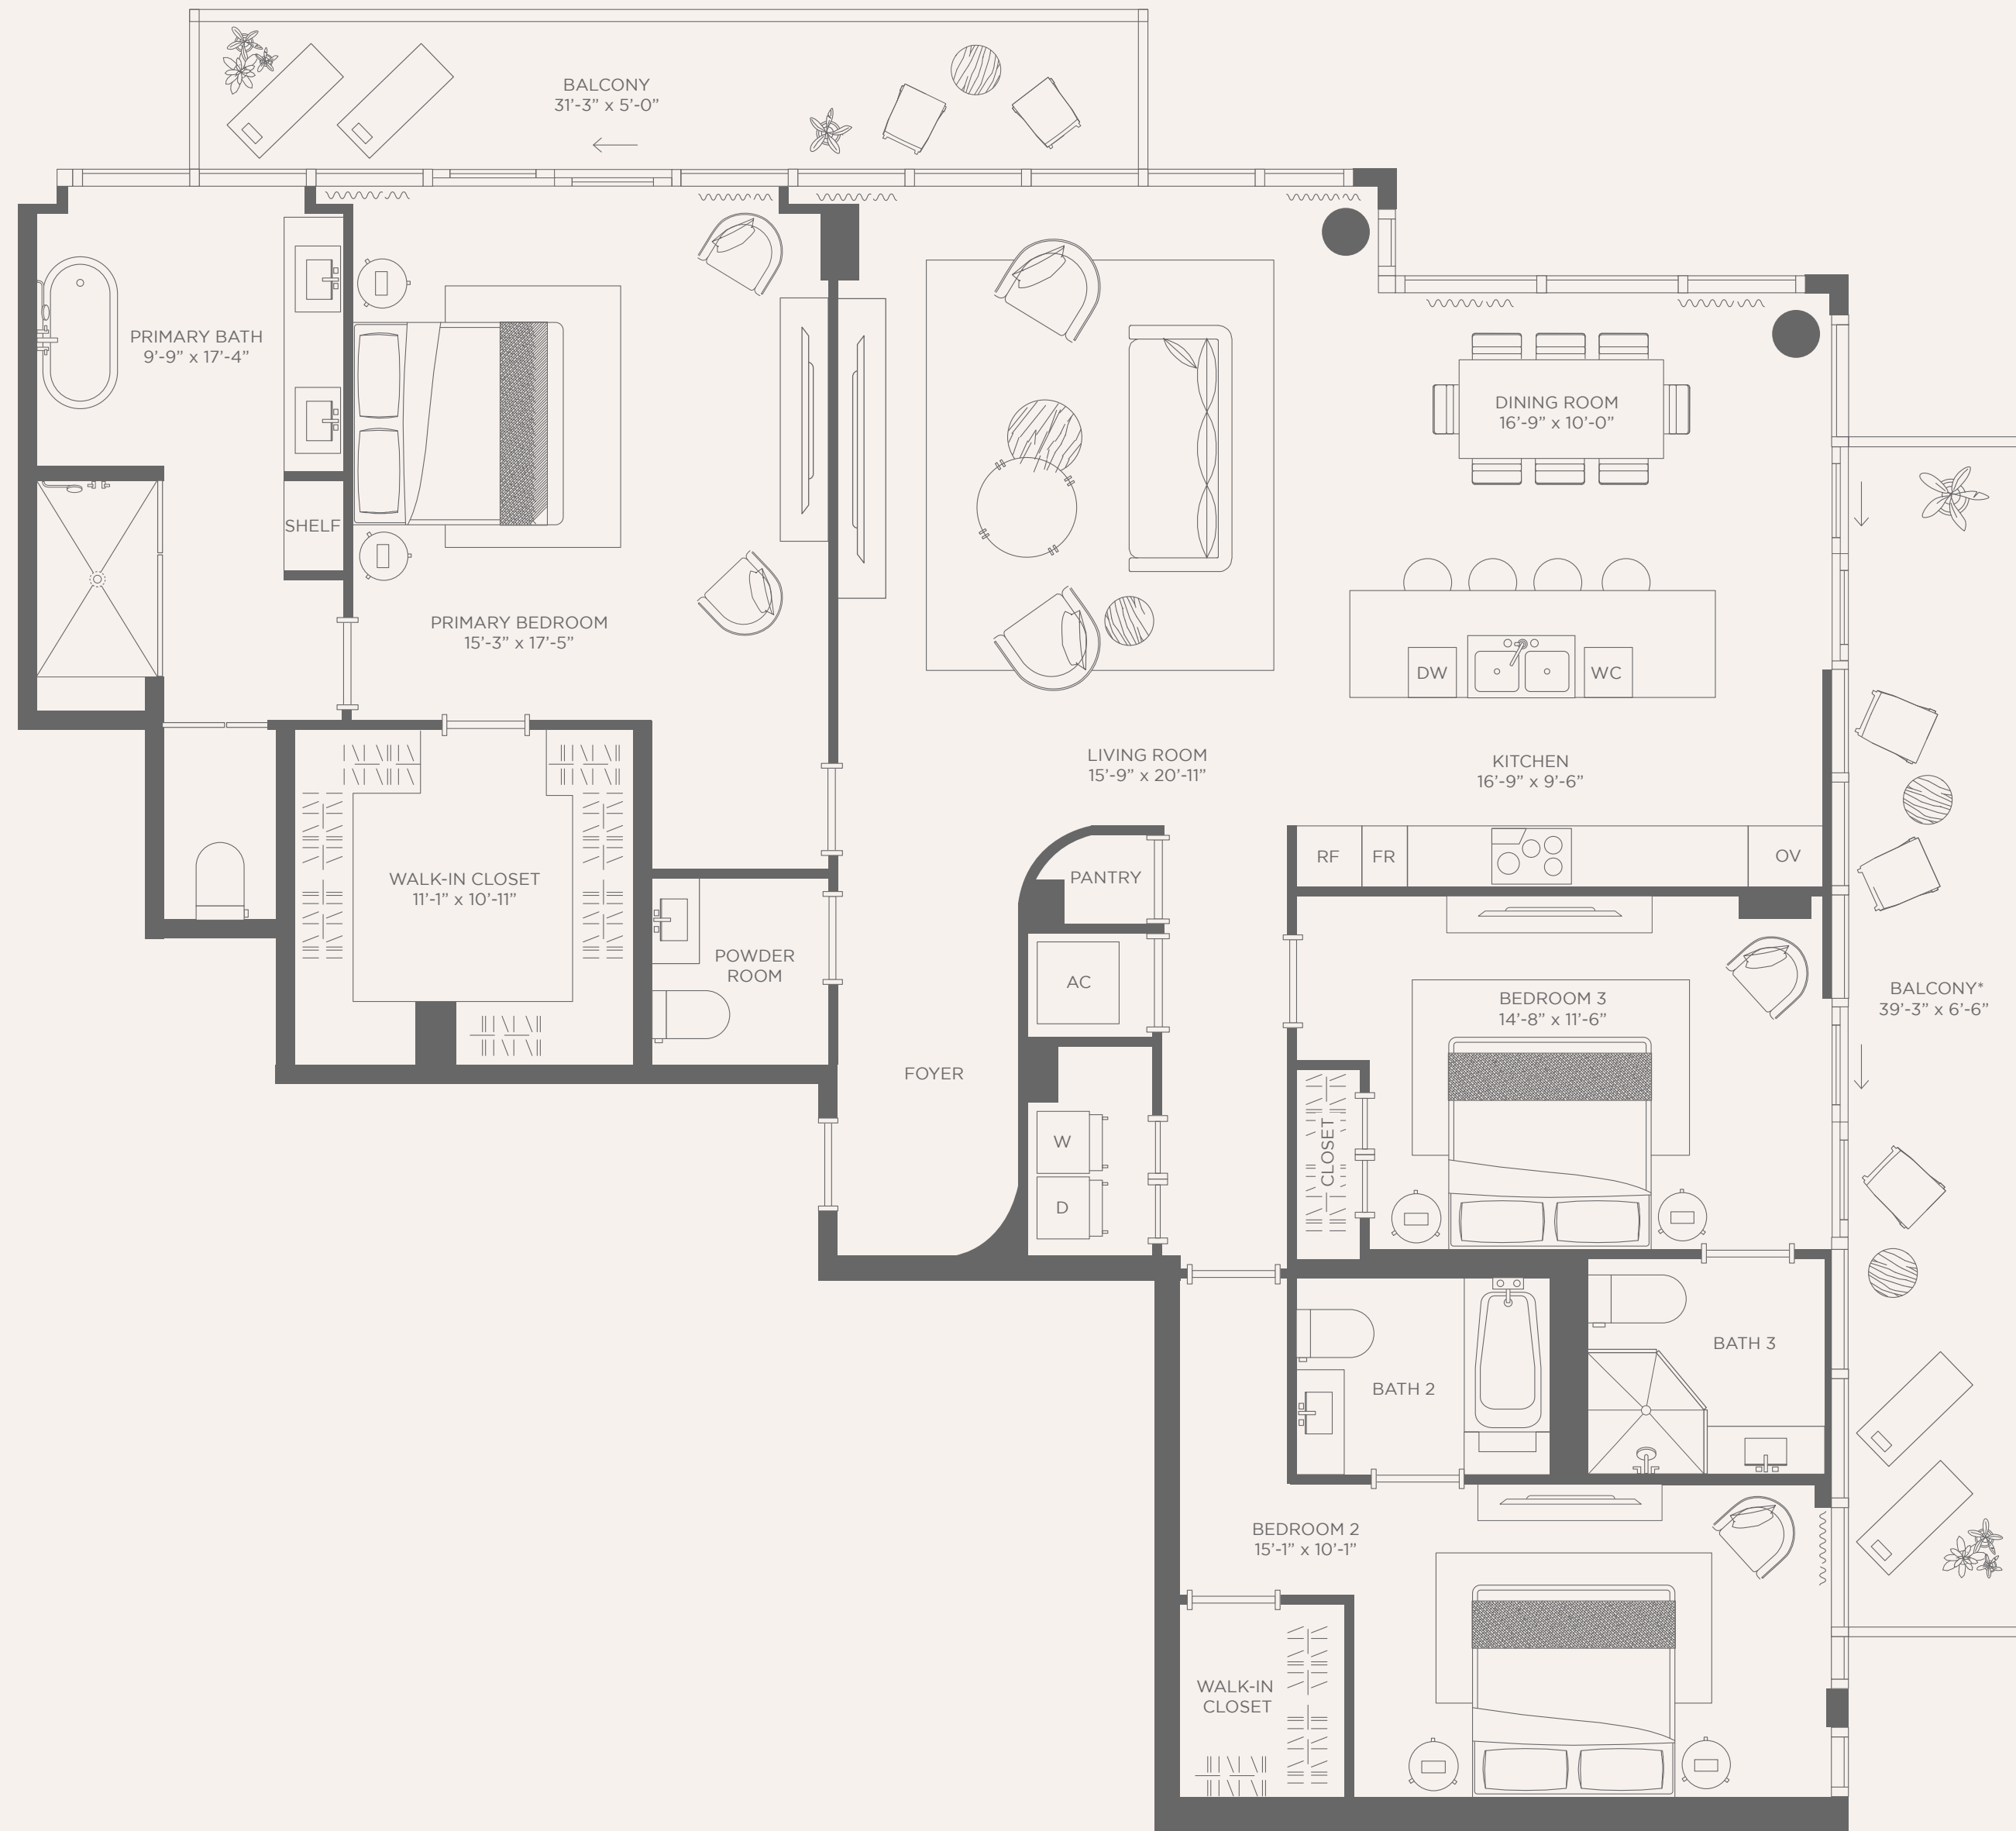 BALCONY
31'-3” x 5'-0”
PRIMARY BATH
9'-9” x 17'-4”
SHELF
PRIMARY BEDROOM
15'-3” x 17'-5”
DINING ROOM
16'-9” x 10'-0”
DW
WC
LIVING ROOM
15'-9” x 20'-11”
KITCHEN
16'-9” x 9'-6”
RF
FR
OV
WALK-IN CLOSET
11'-1” x 10'-11”
PANTRY
POWDER
ROOM
AC
BEDROOM 3
14'-8” x 11'-6”
BALCONY*
39'-3” x 6'-6”
FOYER
W
D
CLOSET
BATH 3
BATH 2
BEDROOM 2
15'-1” x 10'-1”
WALK-IN
CLOSET